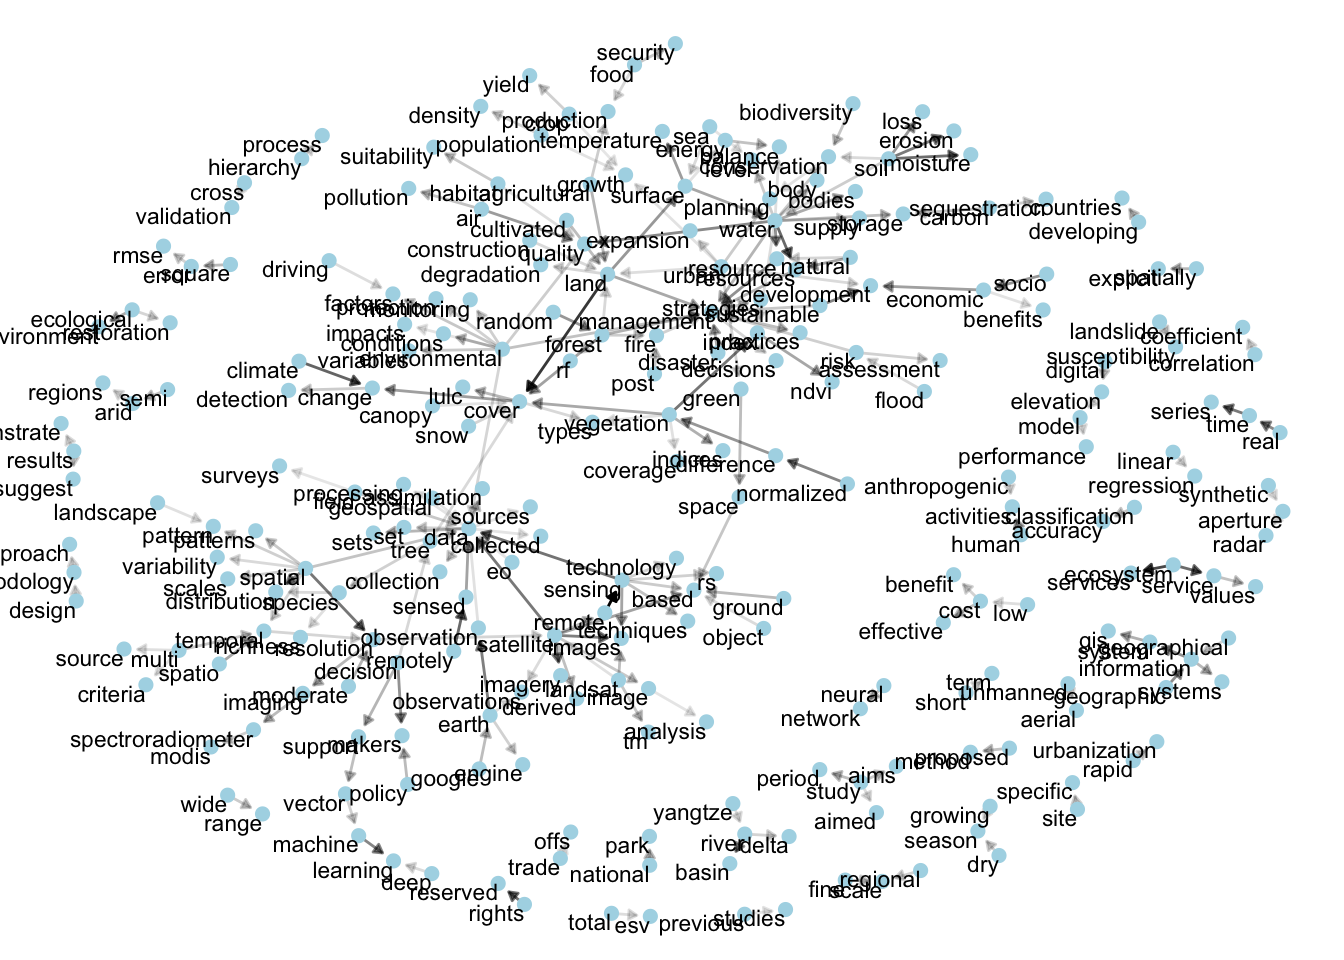 security
food
yield
density
production
crop
biodiversity
loss
process
population
temperature
sea
energy
erosion
hierarchy
suitability
balance
conservation
level
soil
moisture
cross
pollution
habitat
agricultural
growth
surface
body
bodies
validation
air
cultivated
planning
water
supply
storage
carbon
sequestration
countries
developing
rmse
error
square
driving
construction
quality
expansion
degradation
land
urban
resource
natural
resources
explicit
spatially
socio
economic
benefits
factors
monitoring
random
management
strategies
development
sustainable
ecological
restoration
impacts
conditions
forest
fire
index
practices
landslide
coefficient
susceptibility
correlation
climate
variables
environmental
rf
disaster
decisions
risk
assessment
digital
regions
semi
arid
detection
change
lulc
cover
post
green
ndvi
flood
elevation
model
series
time
real
canopy
snow
types
vegetation
results
suggest
surveys
coverage
indices
difference
performance
linear
regression
landscape
processing
field
assimilation
geospatial
normalized
space
anthropogenic
synthetic
aperture
radar
pattern
patterns
sets
set
tree
data
sources
collected
activities
classification
accuracy
human
variability
scales
spatial
distribution
species
collection
eo
technology
sensing
based
rs
ground
benefit
ecosystem
services
service
values
design
temporal
richness
resolution
observation
sensed
satellite
remote
techniques
images
object
cost
low
effective
source
multi
spatio
decision
remotely
gis
system
geographical
information
criteria
imaging
moderate
observations
imagery
landsat
derived
image
neural
network
term
short
unmanned
aerial
geographic
systems
spectroradiometer
modis
support
makers
earth
tm
analysis
urbanization
rapid
google
engine
period
aims
method
proposed
study
aimed
wide
range
vector
policy
specific
site
growing
season
dry
machine
learning
deep
yangtze
river
delta
basin
offs
trade
park
national
reserved
rights
fine
scale
regional
total
esv
previous
studies